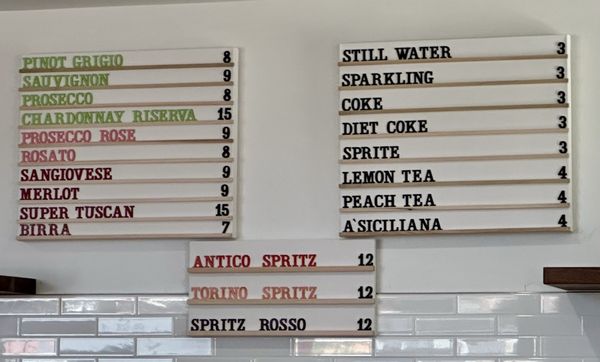 PINOT GRIGIO 8
SAUVIGNON 9
PROSECCO 8
CHARDONNAY RISERVA 15
PROSECCO ROSE 9
ROSATO 8
SANGIOVESE 9
MERLOT 9
SUPER TUSCAN 15
BIRRA 7
STILL WATER 3
SPARKLING 3
COKE 3
DIET COKE 3
SPRITE 3
LEMON TEA 4
PEACH TEA 4
A'SICILIANA 4
ANTICO SPRITZ 12
TORINO SPRITZ 12
SPRITZ ROSSO 12